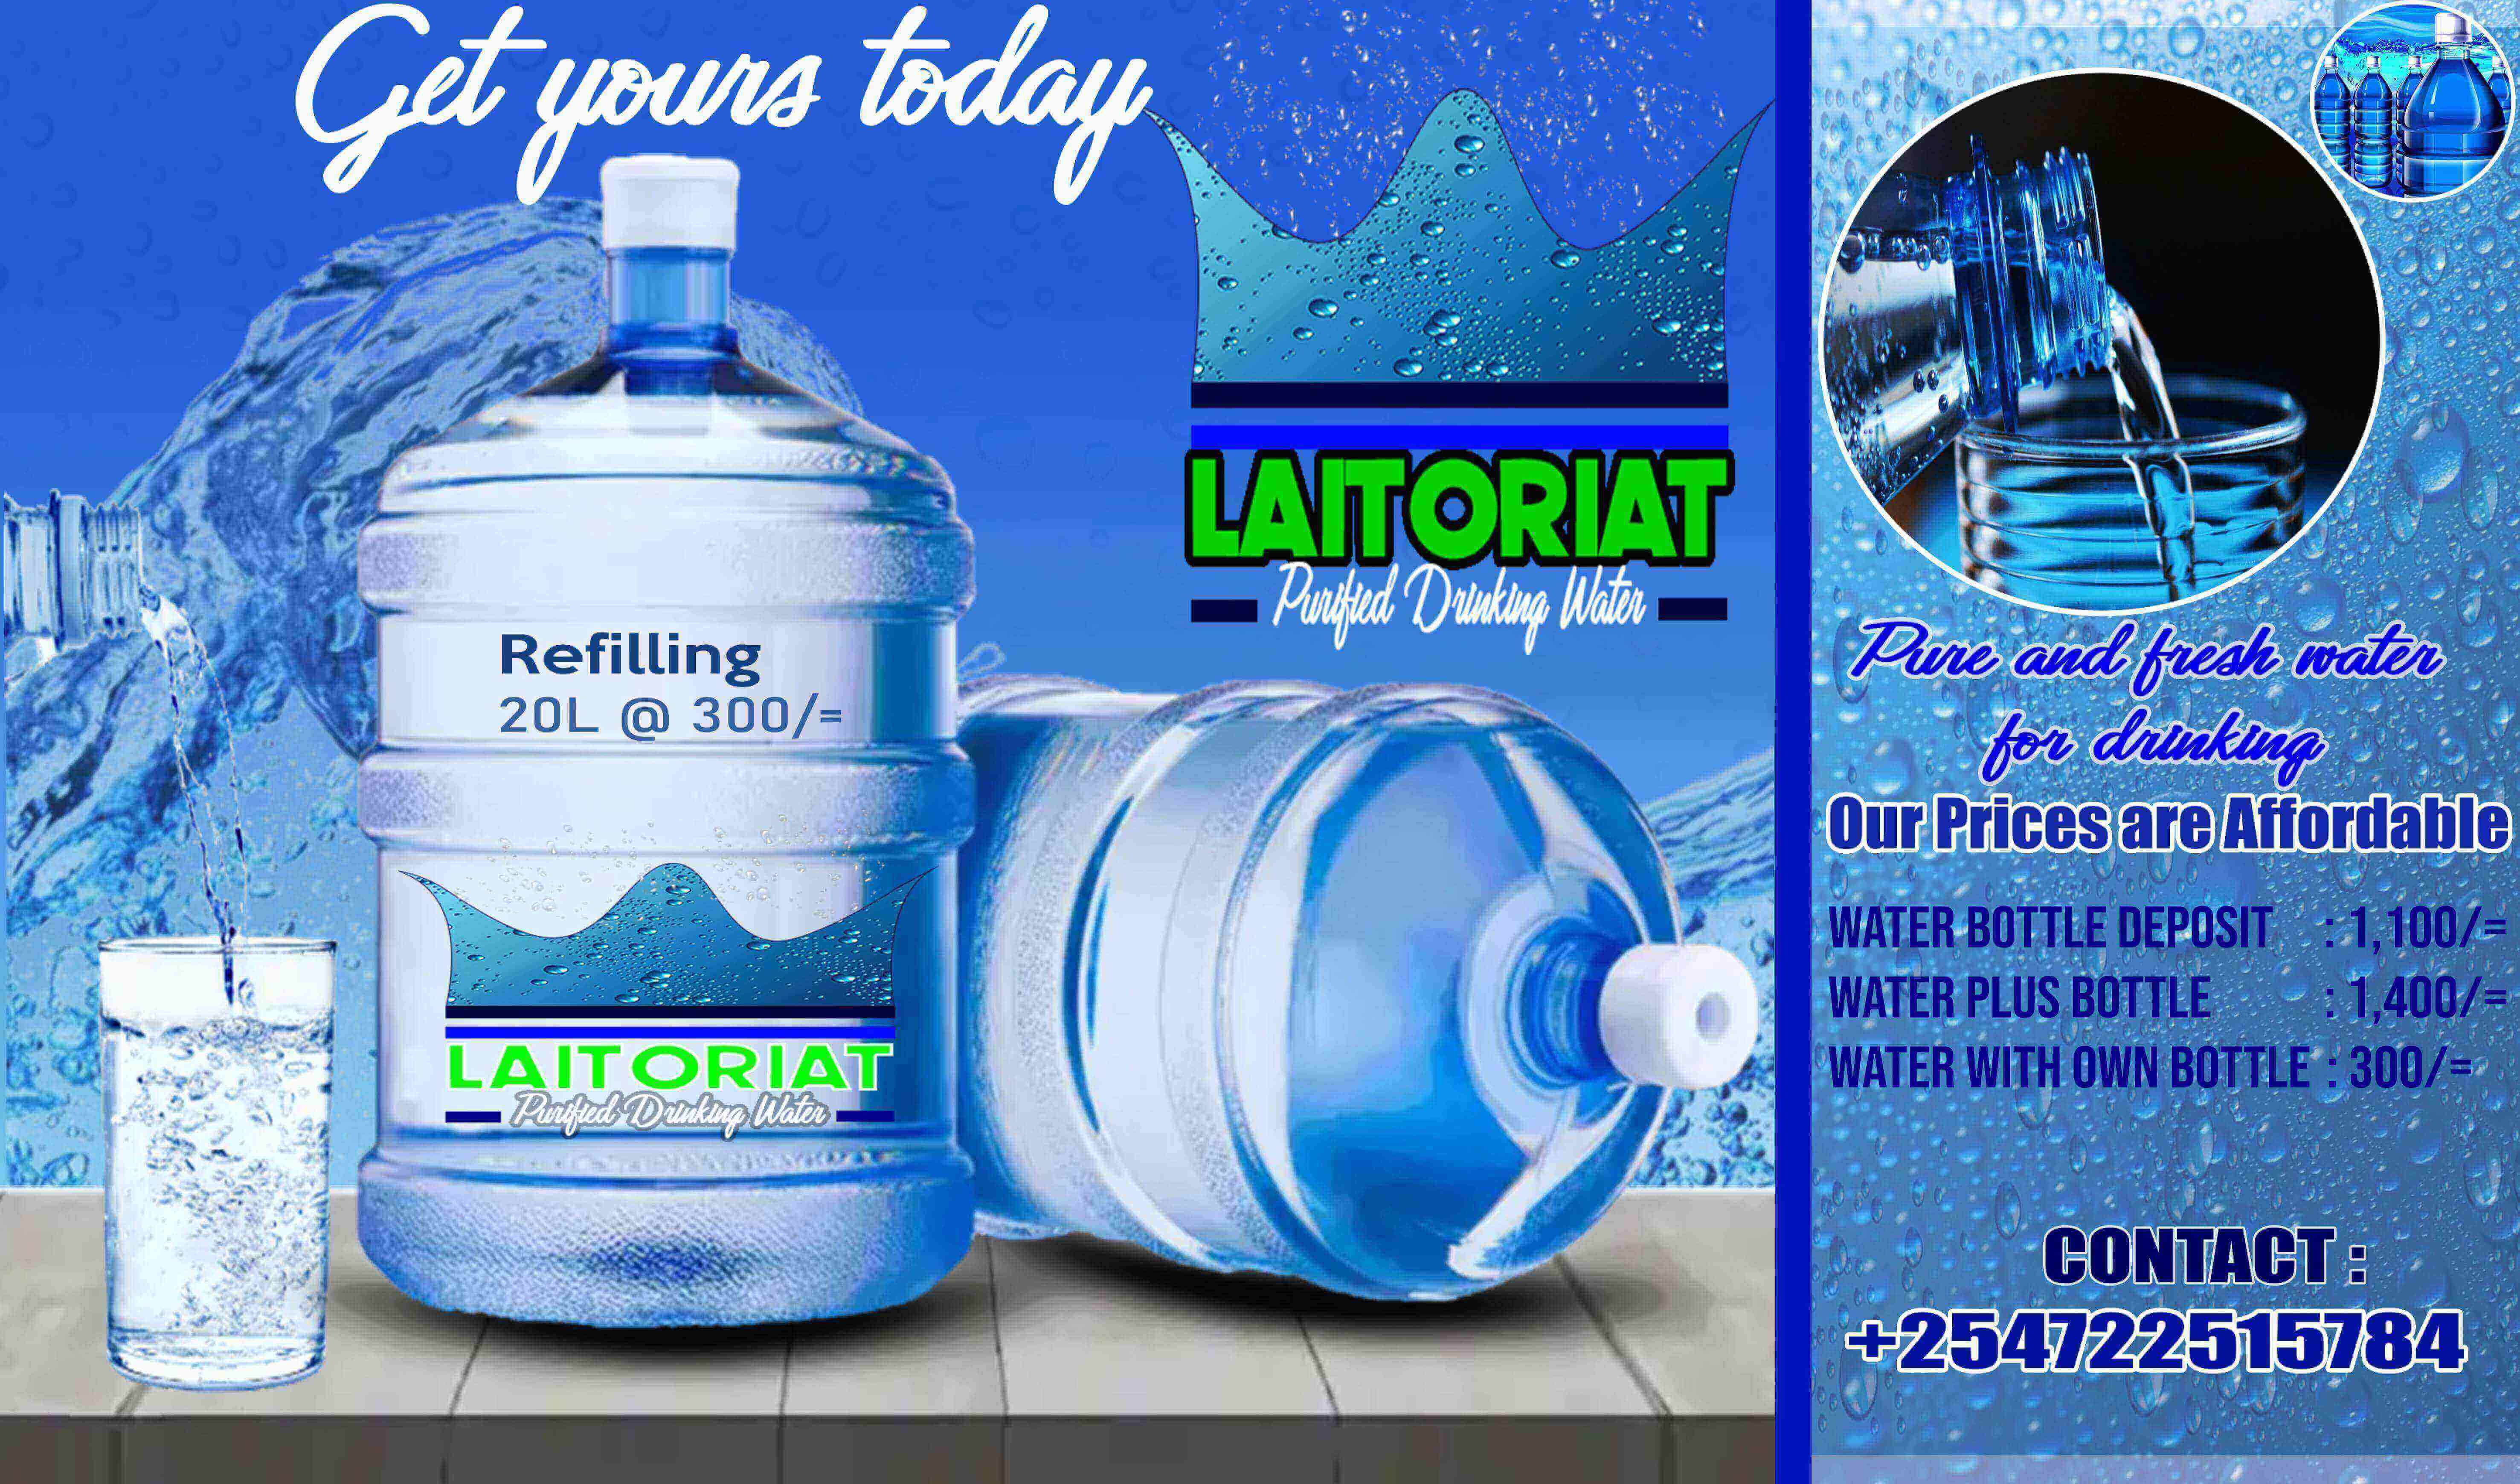 Get yours today
LAITORIAT
Purified Drinking Water
Refilling
20L @ 300/=
LAITORIAT
Purified Drinking Water
Pure and fresh water
for drinking
Our Prices are Affordable
WATER BOTTLE DEPOSIT : 1,100/=
WATER PLUS BOTTLE : 1,400/=
WATER WITH OWN BOTTLE : 300/=
CONTACT :
+254722515784